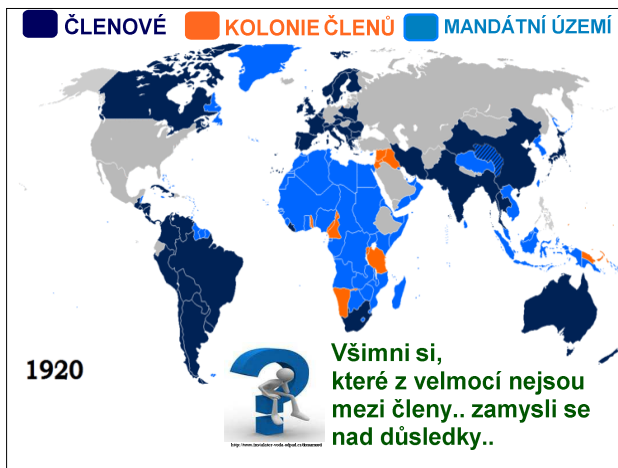 ČLENOVÉ KOLONIE ČLENŮ MANDÁTNÍ ÚZEMÍ
1920
Všimni si,
které z velmocí nejsou
mezi členy.. zamysli se
nad důsledky..